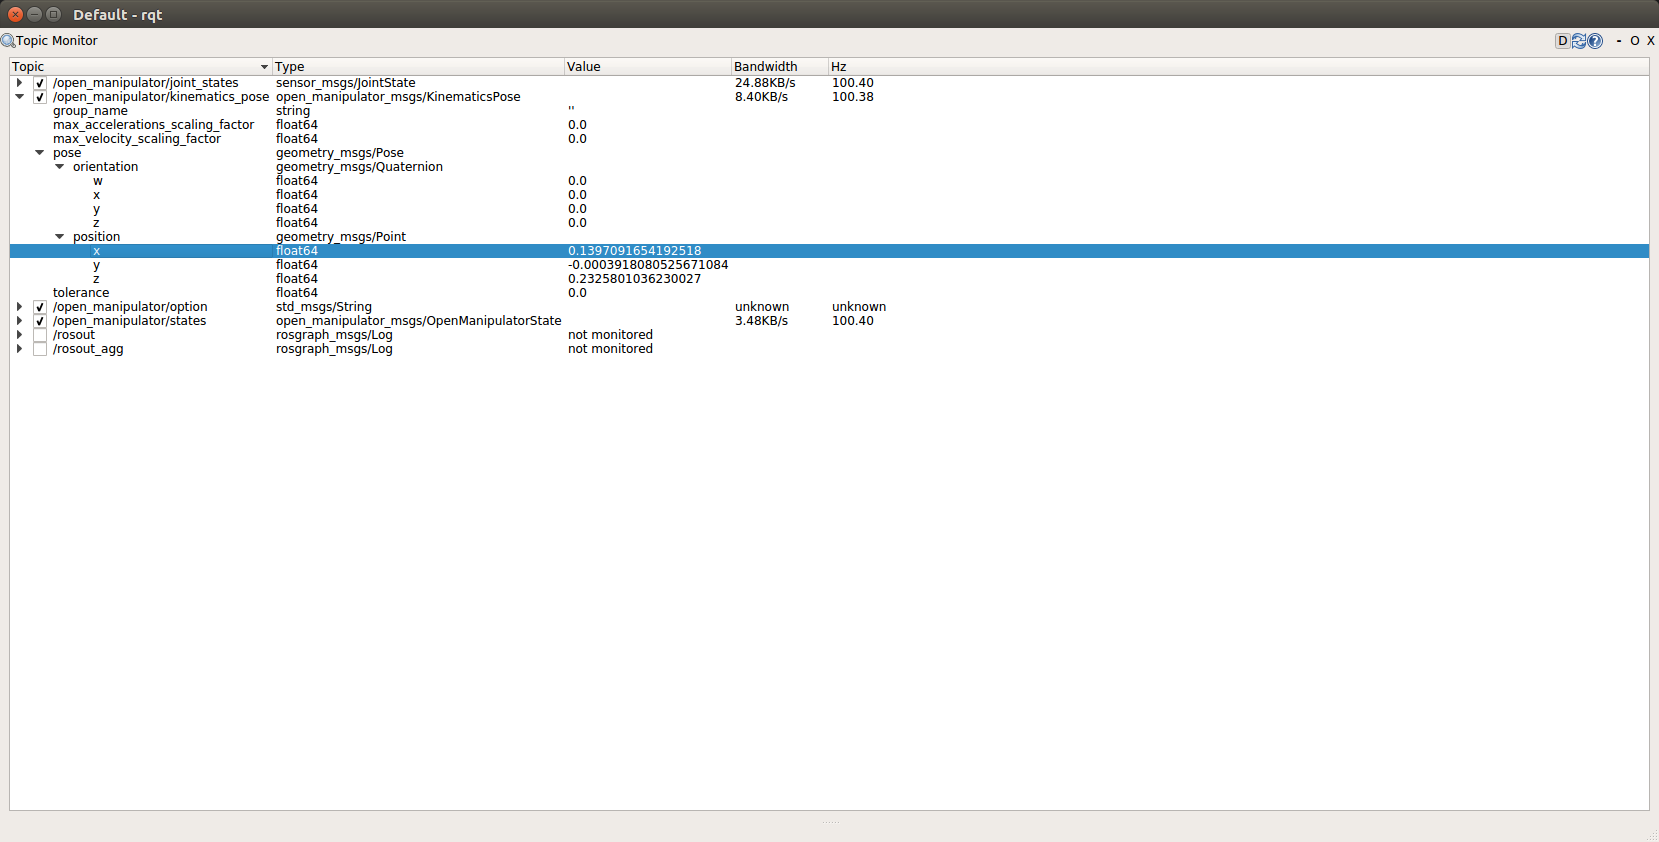 Default - rqt
Topic Monitor D ? - O X
Topic Type Value Bandwidth Hz
/open_manipulator/joint_states sensor_msgs/JointState 24.88KB/s 100.40
/open_manipulator/kinematics_pose open_manipulator_msgs/KinematicsPose 8.40KB/s 100.38
group_name string ''
max_accelerations_scaling_factor float64 0.0
max_velocity_scaling_factor float64 0.0
pose geometry_msgs/Pose
orientation geometry_msgs/Quaternion
w float64 0.0
x float64 0.0
y float64 0.0
z float64 0.0
position geometry_msgs/Point
x float64 0.1397091654192518
y float64 -0.0003918080525671084
z float64 0.2325801036230027
tolerance float64 0.0
/open_manipulator/option std_msgs/String unknown unknown
/open_manipulator/states open_manipulator_msgs/OpenManipulatorState 3.48KB/s 100.40
/rosout rosgraph_msgs/Log not monitored
/rosout_agg rosgraph_msgs/Log not monitored